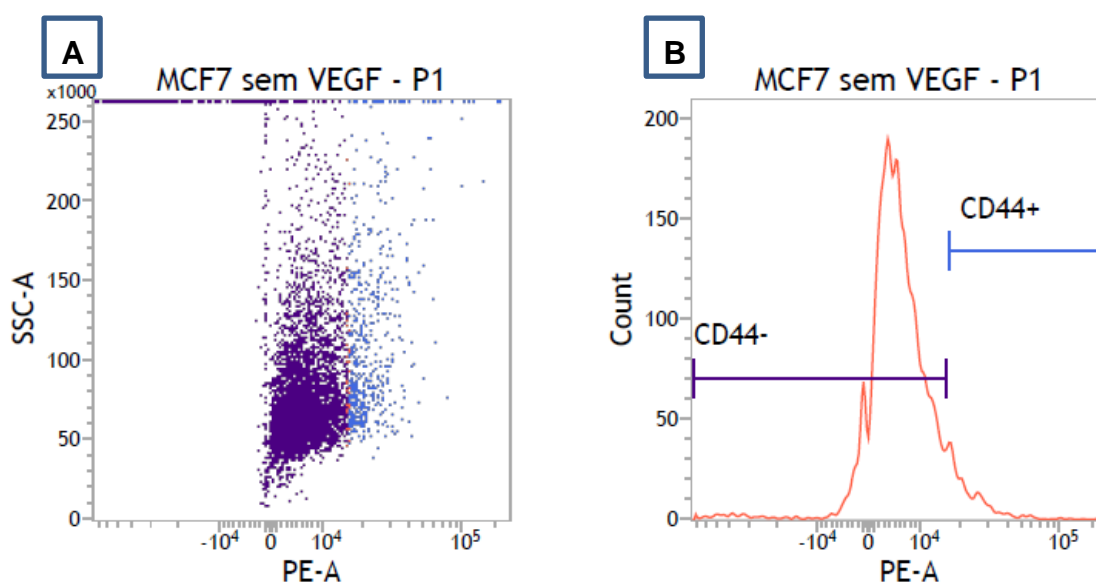 A
MCF7 sem VEGF - P1
x1000
250
200
150
100
50
0
SSC-A
-10⁴ 0 10⁴ 10⁵
PE-A
B
MCF7 sem VEGF - P1
200
150
100
50
0
Count
CD44+
CD44-
-10⁴ 0 10⁴ 10⁵
PE-A